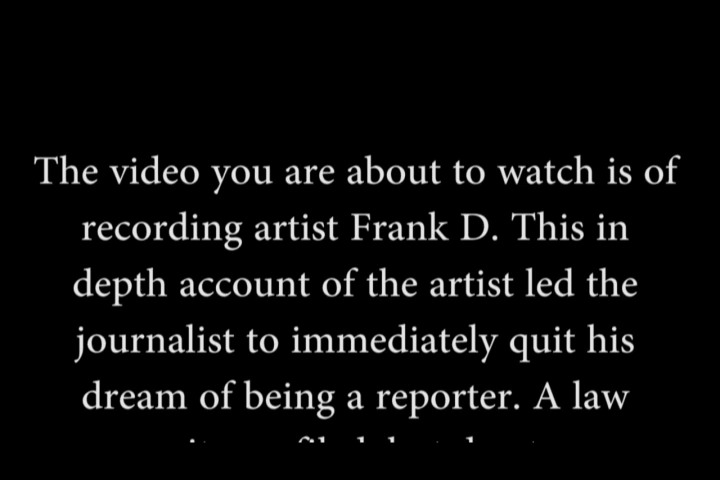 The video you are about to watch is of
recording artist Frank D. This in
depth account of the artist led the
journalist to immediately quit his
dream of being a reporter. A law